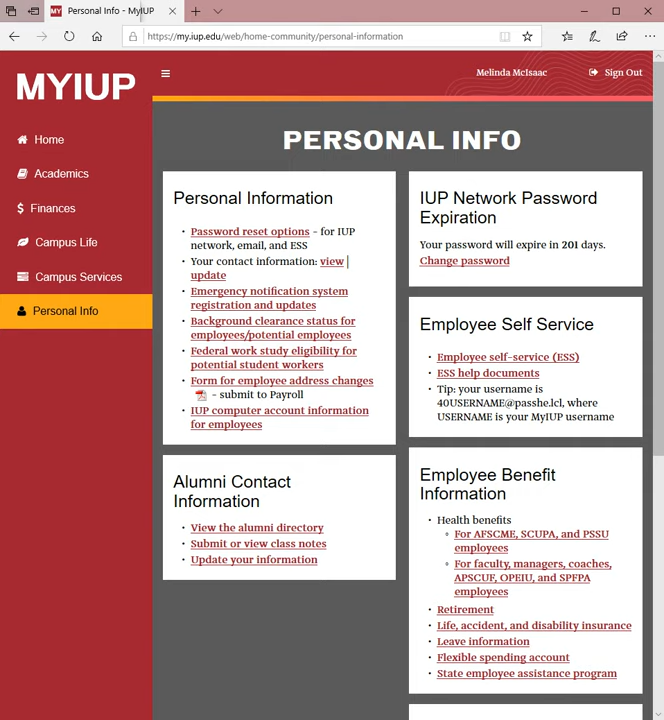 Personal Info - MyIUP
https://my.iup.edu/web/home-community/personal-information
MYIUP
Melinda McIsaac
Sign Out
Home
Academics
$ Finances
Campus Life
Campus Services
Personal Info
PERSONAL INFO
Personal Information
• Password reset options - for IUP
network, email, and ESS
• Your contact information: view |
update
• Emergency notification system
registration and updates
• Background clearance status for
employees/potential employees
• Federal work study eligibility for
potential student workers
• Form for employee address changes
- submit to Payroll
• IUP computer account information
for employees
Alumni Contact
Information
• View the alumni directory
• Submit or view class notes
• Update your information
IUP Network Password
Expiration
Your password will expire in 201 days.
Change password
Employee Self Service
• Employee self-service (ESS)
• ESS help documents
• Tip: your username is
40USERNAME@passhe.lcl, where
USERNAME is your MyIUP username
Employee Benefit
Information
• Health benefits
◦ For AFSCME, SCUPA, and PSSU
employees
◦ For faculty, managers, coaches,
APSCUF, OPEIU, and SPFPA
employees
• Retirement
• Life, accident, and disability insurance
• Leave information
• Flexible spending account
• State employee assistance program